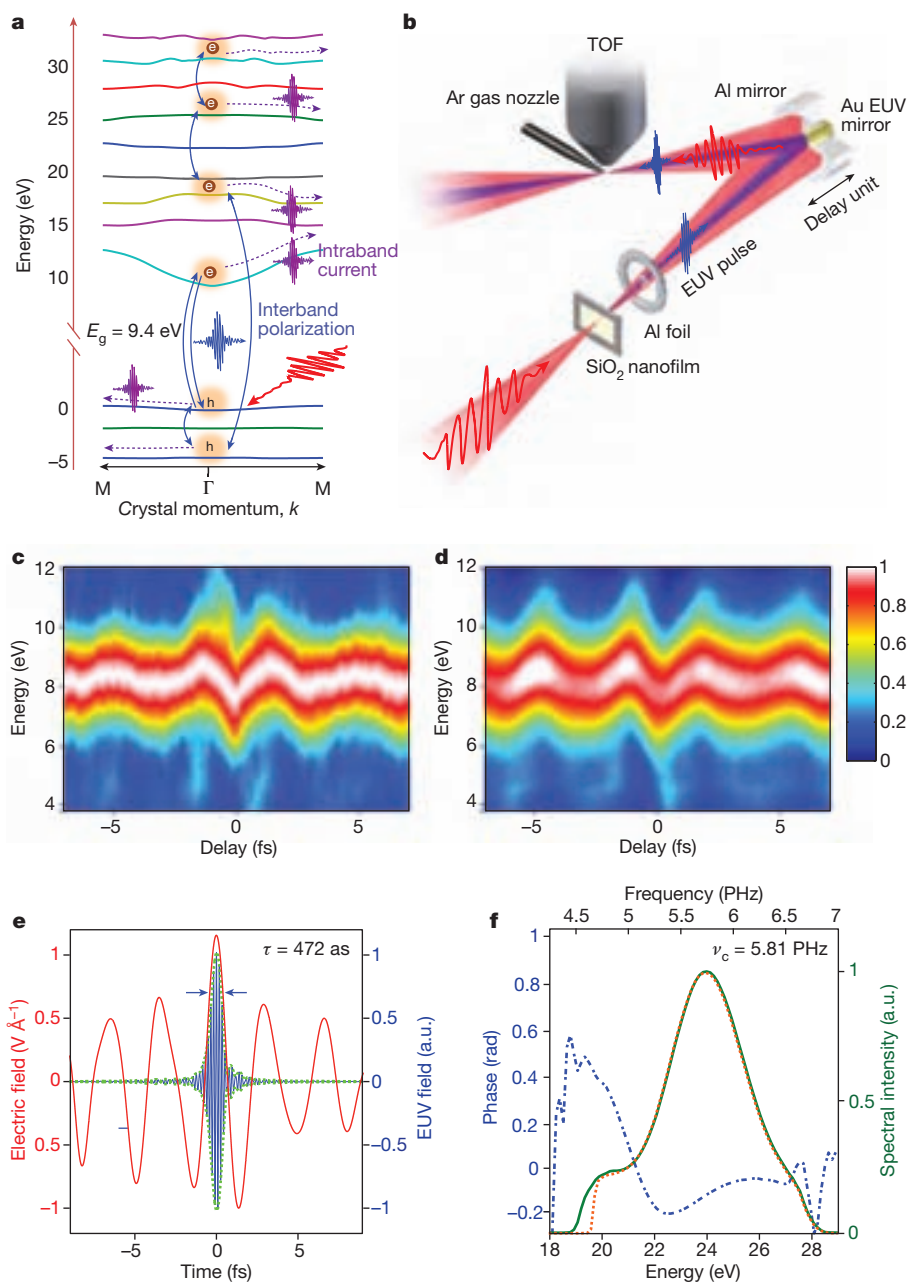 a
30
25
20
15
10
0
−5
Energy (eV)
e
e
e
e
h
h
Intraband
current
Interband
polarization
E_g = 9.4 eV
M
Γ
M
Crystal momentum, k
b
TOF
Ar gas nozzle
Al mirror
Au EUV
mirror
Delay unit
EUV pulse
Al foil
SiO₂ nanofilm
c
12
10
8
6
4
Energy (eV)
−5
0
5
Delay (fs)
d
12
10
8
6
4
Energy (eV)
−5
0
5
Delay (fs)
1
0.8
0.6
0.4
0.2
0
e
τ = 472 as
1
0.5
0
0.5
−1
Electric field (V Å⁻¹)
1
0.5
0
−0.5
−1
EUV field (a.u.)
−5
0
5
Time (fs)
f
Frequency (PHz)
4.5
5
5.5
6
6.5
7
ν_c = 5.81 PHz
1
0.8
0.6
0.4
0.2
0
−0.2
Phase (rad)
1
0.5
0
Spectral intensity (a.u.)
18
20
22
24
26
28
Energy (eV)